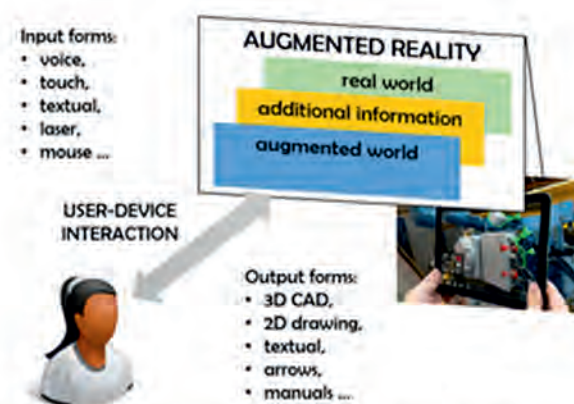 Input forms:
• voice,
• touch,
• textual,
• laser,
• mouse ...
AUGMENTED REALITY
real world
additional information
augmented world
USER-DEVICE
INTERACTION
Output forms:
• 3D CAD,
• 2D drawing,
• textual,
• arrows,
• manuals ...